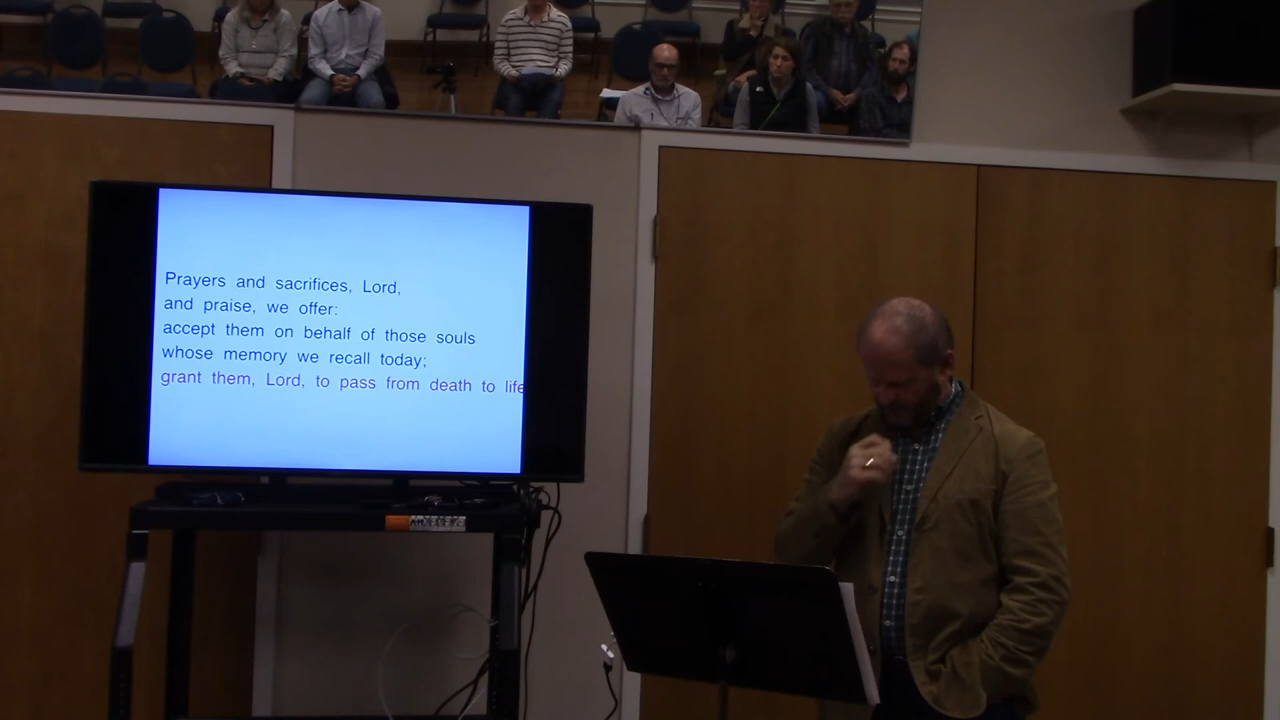 Prayers and sacrifices, Lord,
and praise, we offer:
accept them on behalf of those souls
whose memory we recall today;
grant them, Lord, to pass from death to life